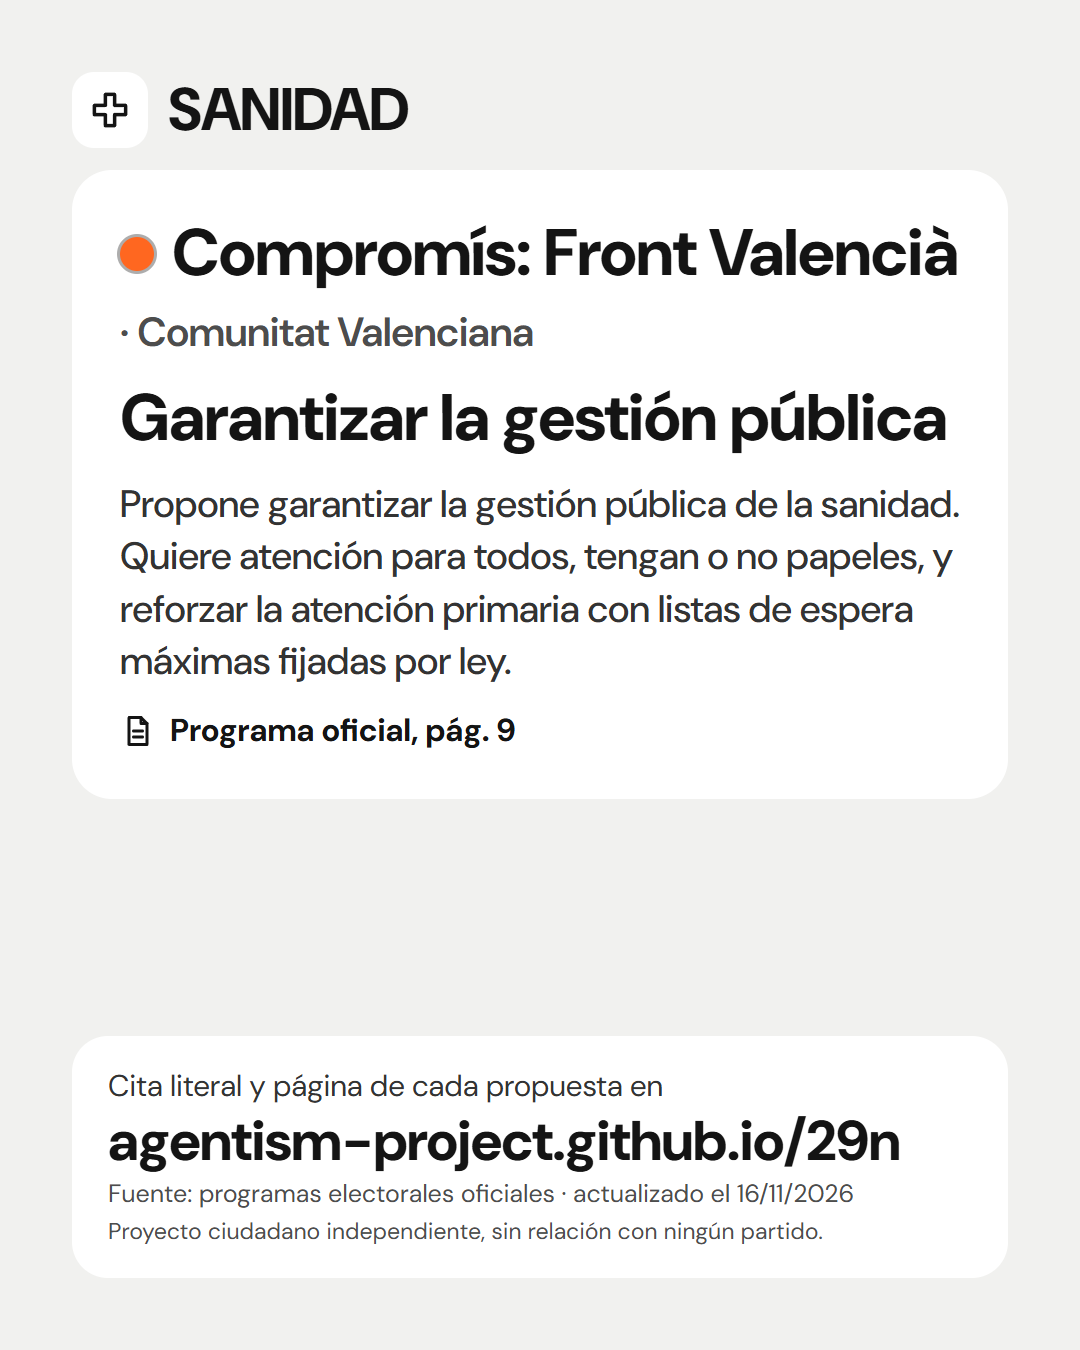 SANIDAD
Compromís: Front Valencià
· Comunitat Valenciana
Garantizar la gestión pública
Propone garantizar la gestión pública de la sanidad.
Quiere atención para todos, tengan o no papeles, y
reforzar la atención primaria con listas de espera
máximas fijadas por ley.
Programa oficial, pág. 9
Cita literal y página de cada propuesta en
agentism-project.github.io/29n
Fuente: programas electorales oficiales · actualizado el 16/11/2026
Proyecto ciudadano independiente, sin relación con ningún partido.